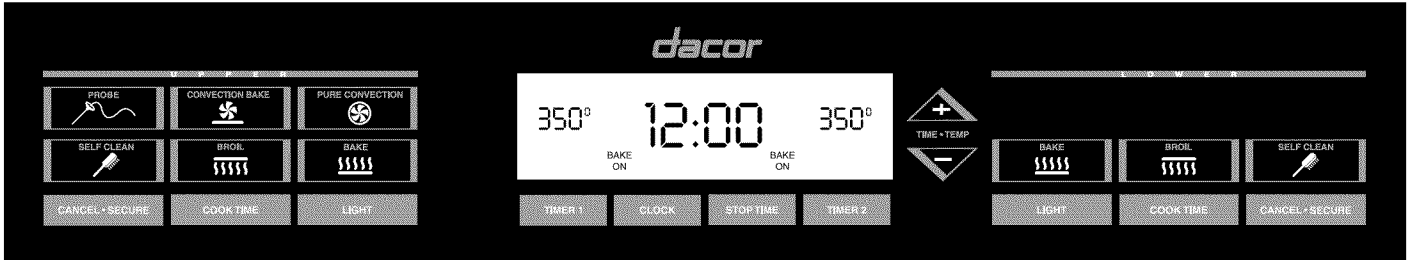 dacor
UPPER
PROBE
CONVECTION BAKE
PURE CONVECTION
SELF CLEAN
BROIL
BAKE
CANCEL • SECURE
COOK TIME
LIGHT
350°
12:00
350°
BAKE
ON
BAKE
ON
TIMER 1
CLOCK
STOP TIME
TIMER 2
+
TIME • TEMP
−
LOWER
BAKE
BROIL
SELF CLEAN
LIGHT
COOK TIME
CANCEL • SECURE